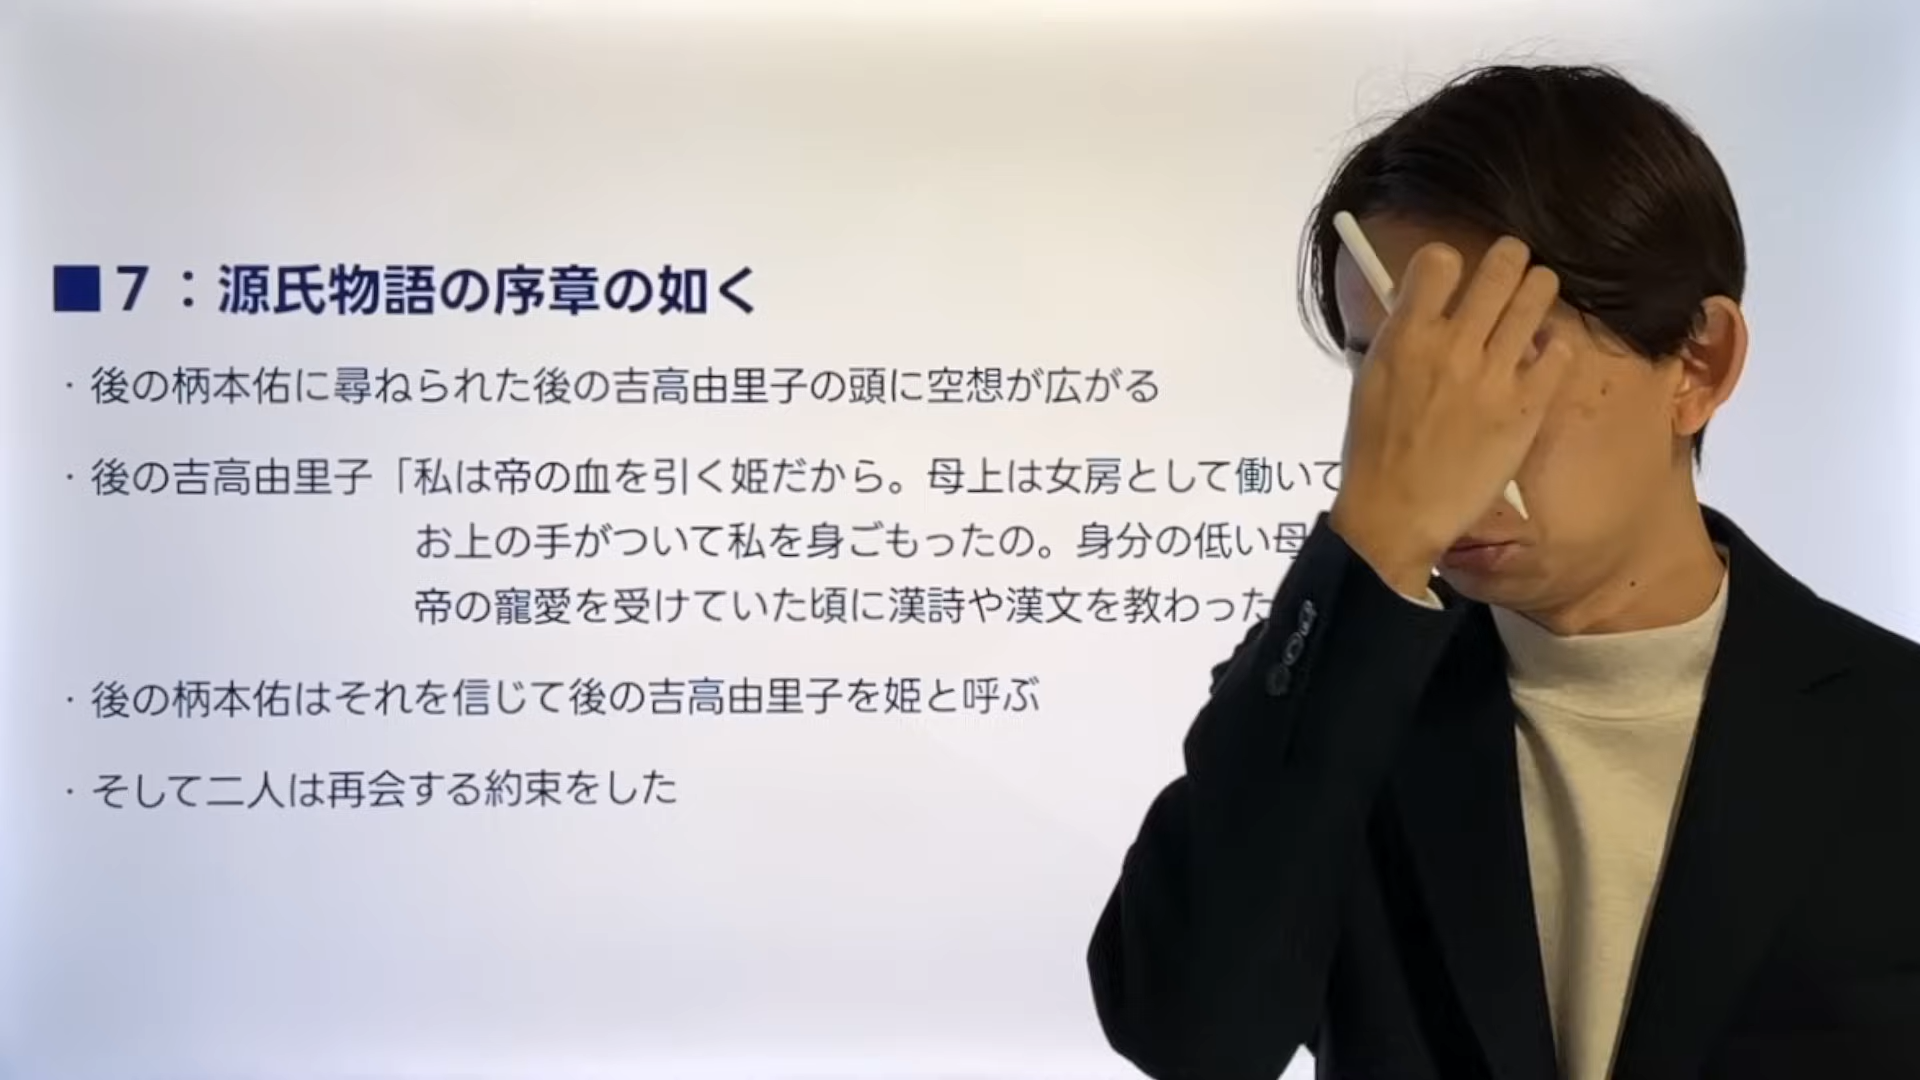 ■7：源氏物語の序章の如く
・後の柄本佑に尋ねられた後の吉高由里子の頭に空想が広がる
・後の吉高由里子「私は帝の血を引く姫だから。母上は女房として働いて
お上の手がついて私を身ごもったの。身分の低い母
帝の寵愛を受けていた頃に漢詩や漢文を教わった
・後の柄本佑はそれを信じて後の吉高由里子を姫と呼ぶ
・そして二人は再会する約束をした